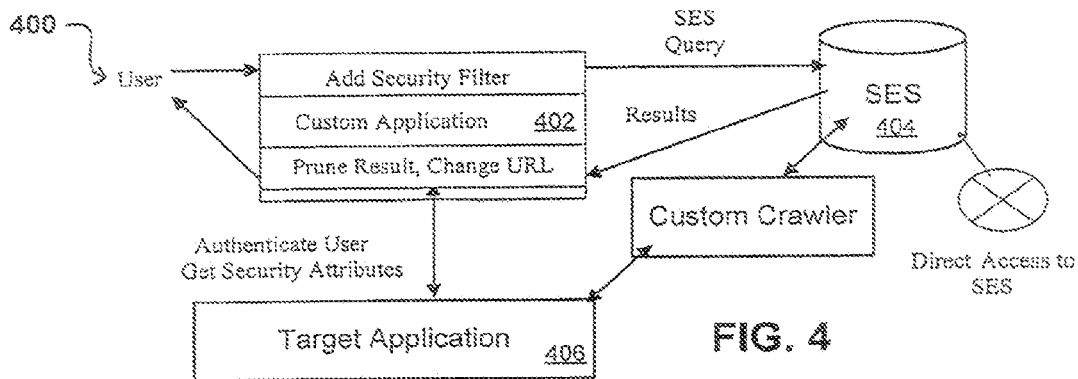 400
User
Add Security Filter
Custom Application 402
Prune Result, Change URL
SES
Query
Results
SES
404
Custom Crawler
Authenticate User
Get Security Attributes
Direct Access to
SES
Target Application
406
FIG. 4